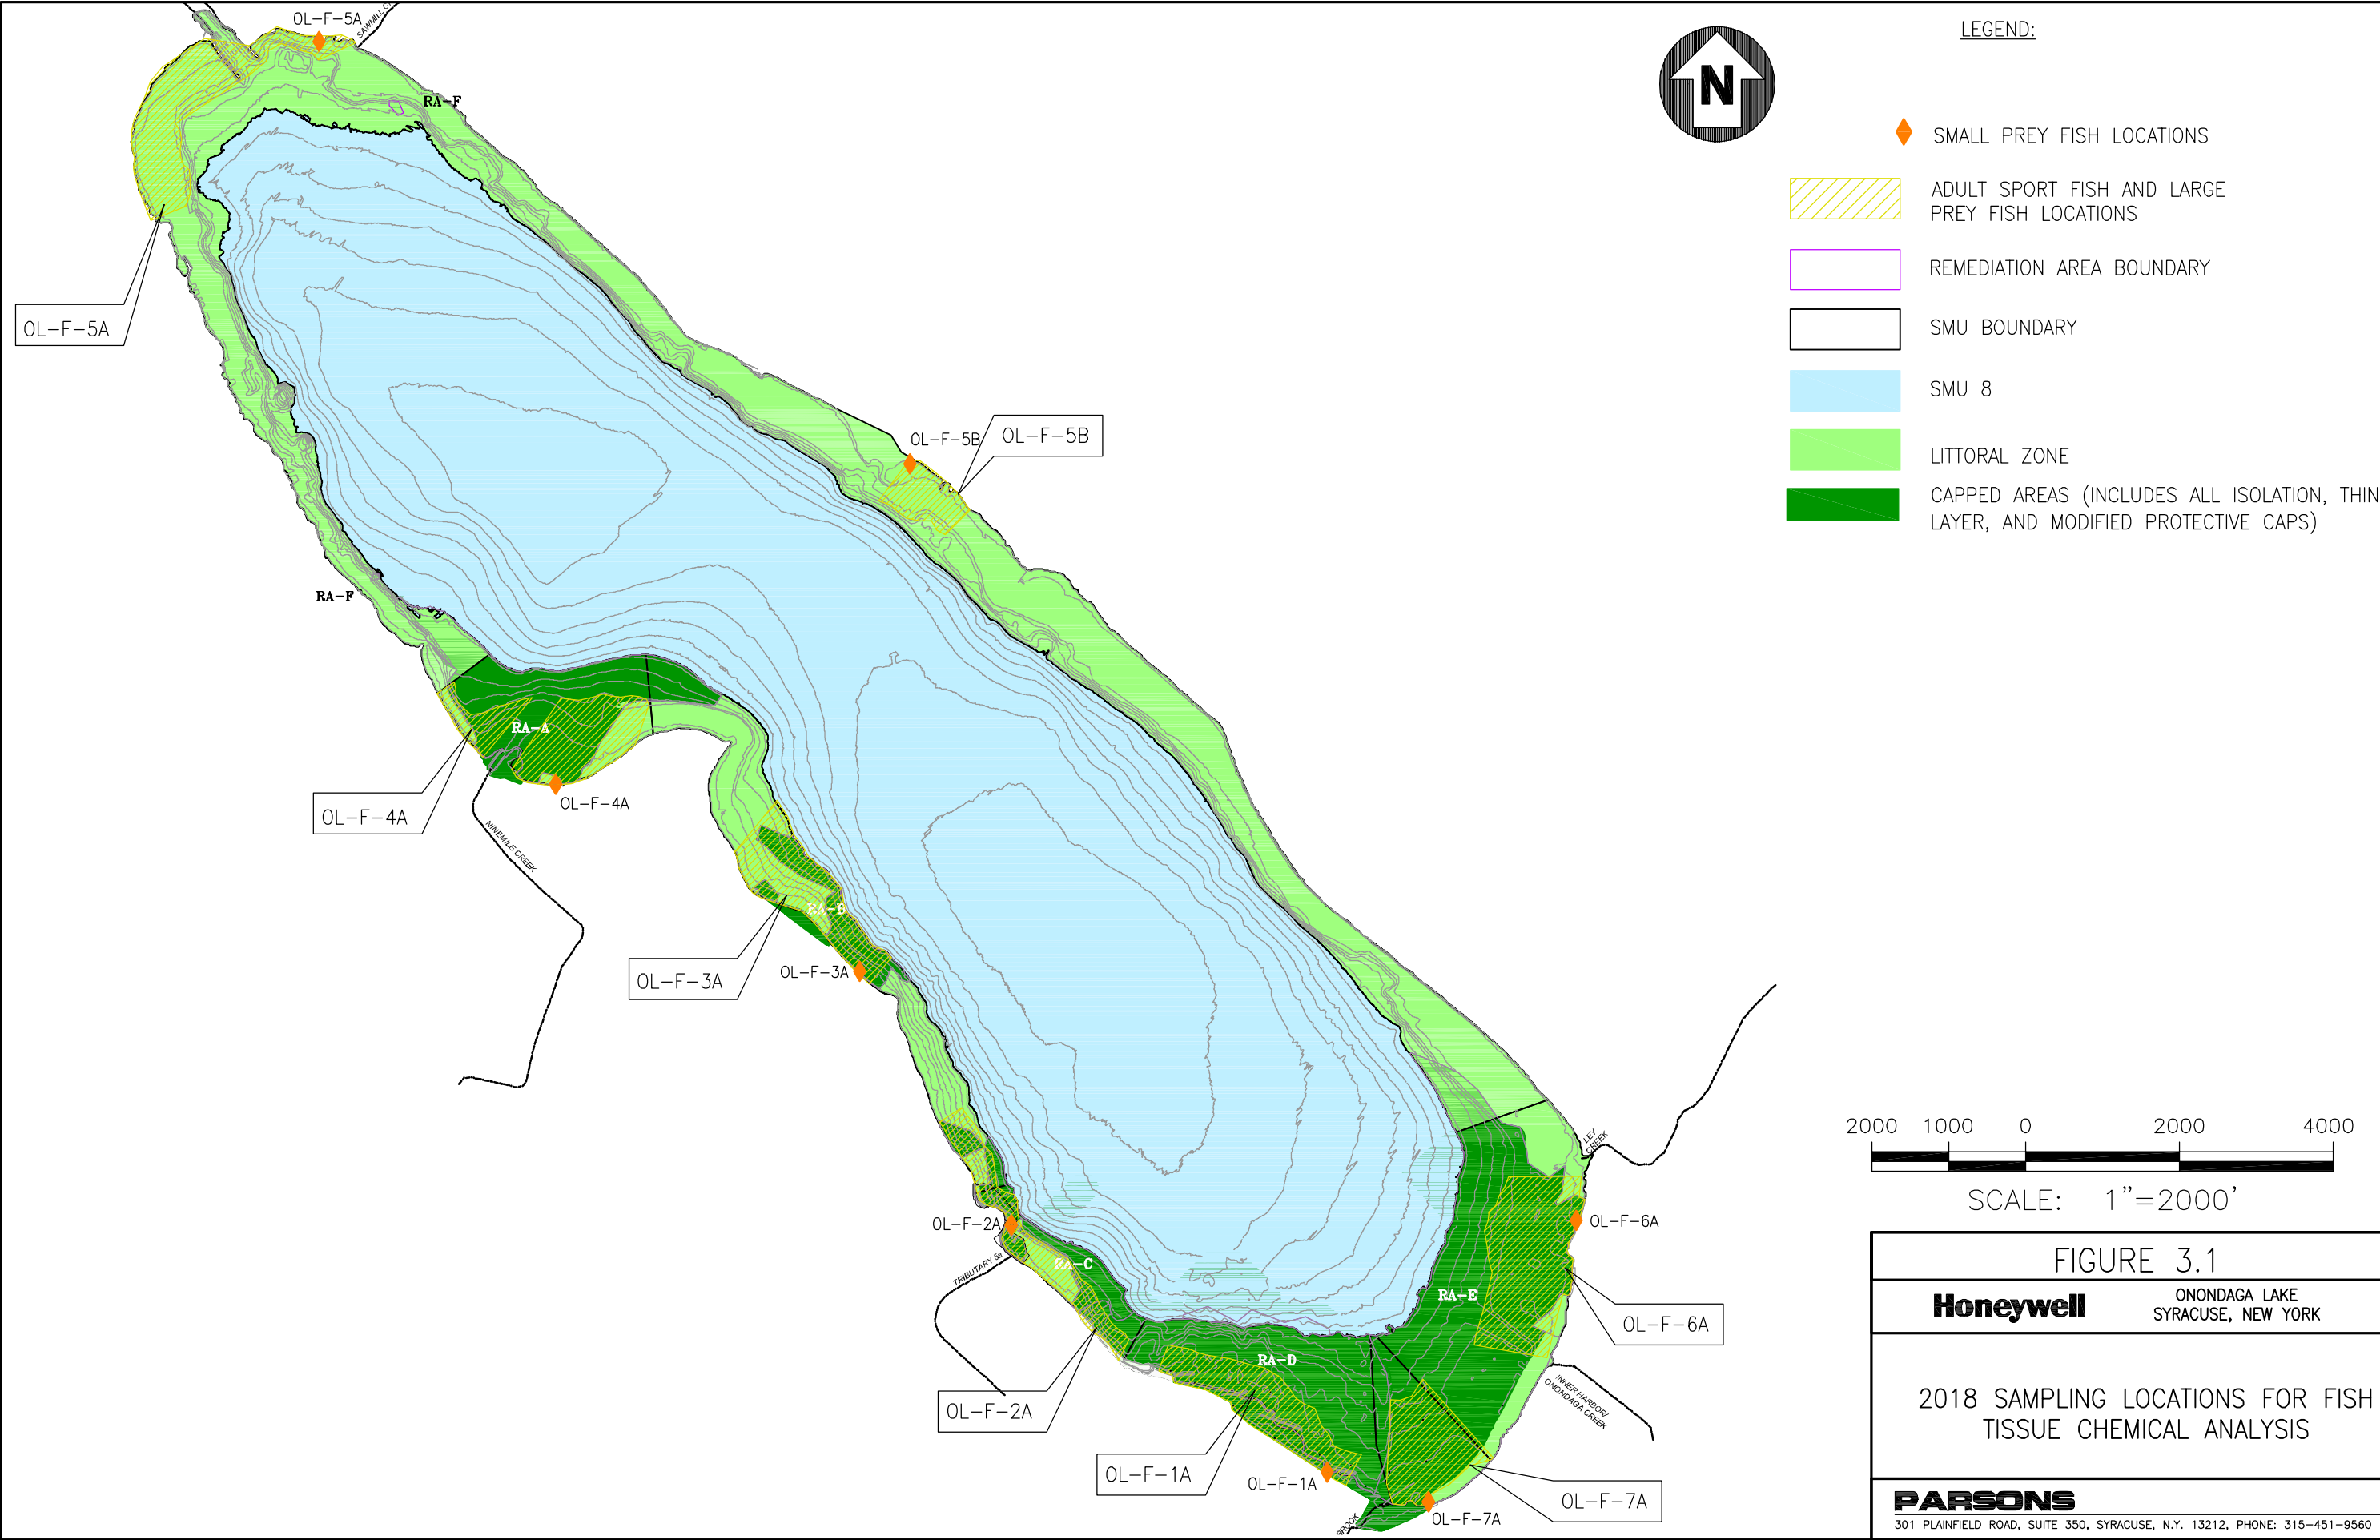 OL-F-5A
RA-F
OL-F-5A
OL-F-5B
OL-F-5B
RA-F
RA-A
OL-F-4A
OL-F-4A
NINEMILE CREEK
RA-B
OL-F-3A
OL-F-3A
OL-F-2A
TRIBUTARY 5a
RA-C
OL-F-2A
RA-D
OL-F-1A
OL-F-1A
BROOK
OL-F-7A
OL-F-7A
RA-E
LEY
CREEK
OL-F-6A
OL-F-6A
INNER HARBOR/
ONONDAGA CREEK
N
LEGEND:
SMALL PREY FISH LOCATIONS
ADULT SPORT FISH AND LARGE
PREY FISH LOCATIONS
REMEDIATION AREA BOUNDARY
SMU BOUNDARY
SMU 8
LITTORAL ZONE
CAPPED AREAS (INCLUDES ALL ISOLATION, THIN
LAYER, AND MODIFIED PROTECTIVE CAPS)
2000 1000 0 2000 4000
SCALE: 1"=2000'
FIGURE 3.1
Honeywell
ONONDAGA LAKE
SYRACUSE, NEW YORK
2018 SAMPLING LOCATIONS FOR FISH
TISSUE CHEMICAL ANALYSIS
PARSONS
301 PLAINFIELD ROAD, SUITE 350, SYRACUSE, N.Y. 13212, PHONE: 315-451-9560